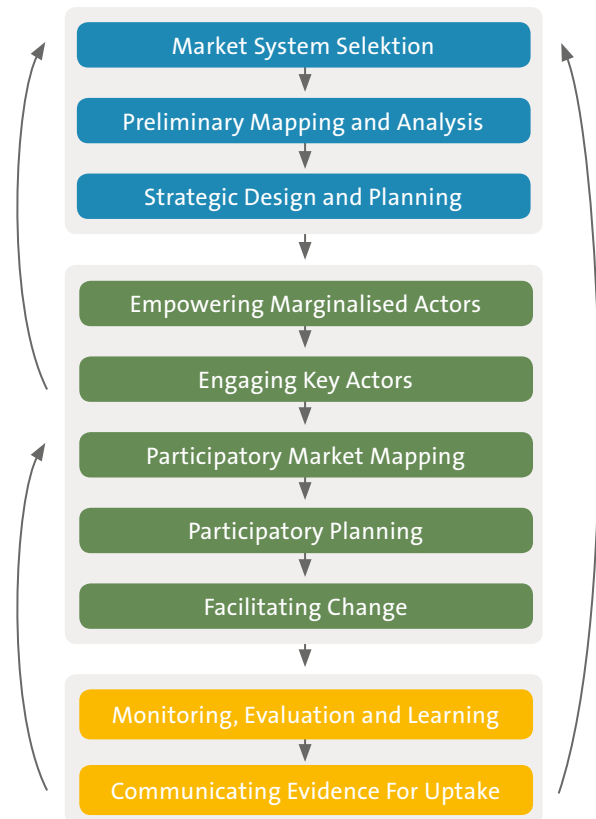 Market System Selektion
Preliminary Mapping and Analysis
Strategic Design and Planning
Empowering Marginalised Actors
Engaging Key Actors
Participatory Market Mapping
Participatory Planning
Facilitating Change
Monitoring, Evaluation and Learning
Communicating Evidence For Uptake